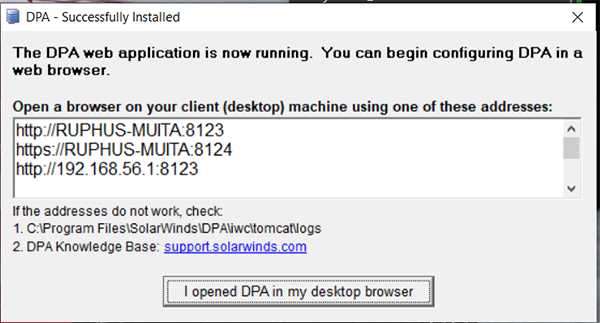 DPA - Successfully Installed
The DPA web application is now running. You can begin configuring DPA in a
web browser.
Open a browser on your client (desktop) machine using one of these addresses:
http://RUPHUS-MUITA:8123
https://RUPHUS-MUITA:8124
http://192.168.56.1:8123
If the addresses do not work, check:
1. C:\Program Files\SolarWinds\DPA\iwc\tomcat\logs
2. DPA Knowledge Base: support.solarwinds.com
I opened DPA in my desktop browser